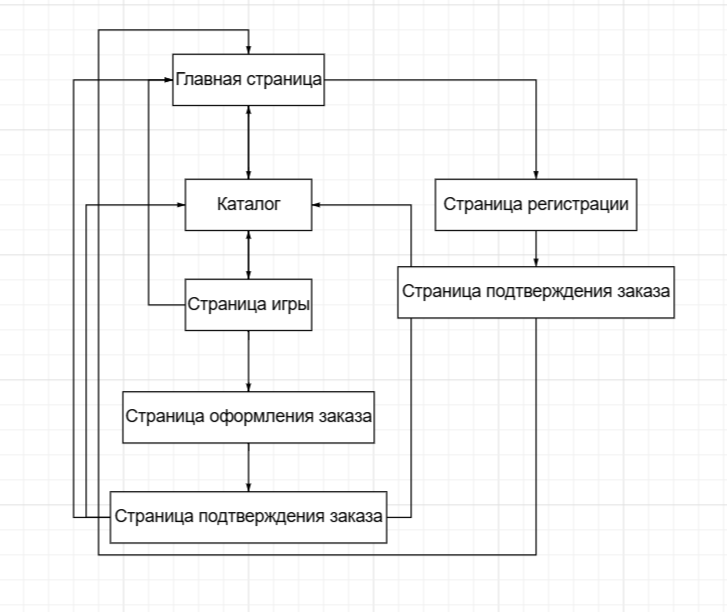 Главная страница
Каталог
Страница регистрации
Страница подтверждения заказа
Страница игры
Страница оформления заказа
Страница подтверждения заказа